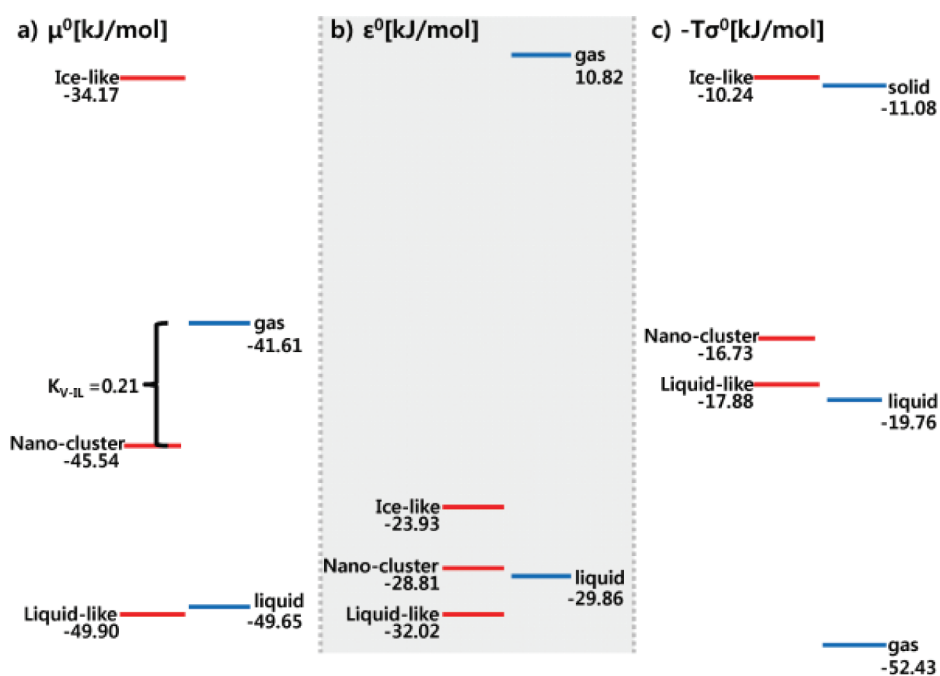 a) μ⁰[kJ/mol]
Ice-like
-34.17
gas
-41.61
K_V-IL =0.21
Nano-cluster
-45.54
liquid
-49.65
Liquid-like
-49.90
b) ε⁰[kJ/mol]
gas
10.82
Ice-like
-23.93
Nano-cluster
-28.81
liquid
-29.86
Liquid-like
-32.02
c) -Tσ⁰[kJ/mol]
Ice-like
-10.24
solid
-11.08
Nano-cluster
-16.73
Liquid-like
-17.88
liquid
-19.76
gas
-52.43